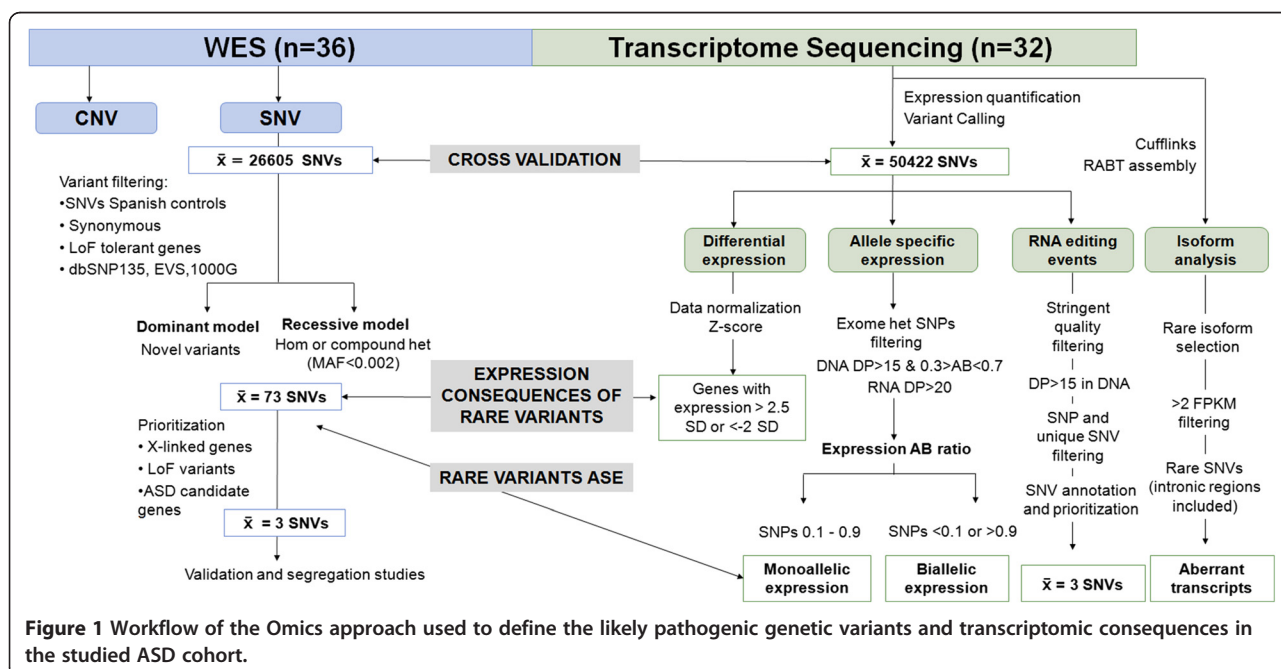 WES (n=36)
Transcriptome Sequencing (n=32)
CNV
SNV
Expression quantification
Variant Calling
x̄ = 26605 SNVs
CROSS VALIDATION
x̄ = 50422 SNVs
Cufflinks
RABT assembly
Variant filtering:
•SNVs Spanish controls
• Synonymous
• LoF tolerant genes
• dbSNP135, EVS,1000G
Differential
expression
Allele specific
expression
RNA editing
events
Isoform
analysis
Dominant model
Novel variants
Recessive model
Hom or compound het
(MAF<0.002)
Data normalization
Z-score
Exome het SNPs
filtering
DNA DP>15 & 0.3>AB<0.7
RNA DP>20
Stringent
quality
filtering
DP>15 in DNA
SNP and
unique SNV
filtering
SNV annotation
and prioritization
Rare isoform
selection
>2 FPKM
filtering
Rare SNVs
(intronic regions
included)
x̄ = 73 SNVs
EXPRESSION
CONSEQUENCES OF
RARE VARIANTS
Genes with
expression > 2.5
SD or <-2 SD
Prioritization
• X-linked genes
• LoF variants
•ASD candidate
genes
Expression AB ratio
RARE VARIANTS ASE
x̄ = 3 SNVs
SNPs 0.1 - 0.9
SNPs <0.1 or >0.9
Validation and segregation studies
Monoallelic
expression
Biallelic
expression
x̄ = 3 SNVs
Aberrant
transcripts
Figure 1 Workflow of the Omics approach used to define the likely pathogenic genetic variants and transcriptomic consequences in
the studied ASD cohort.